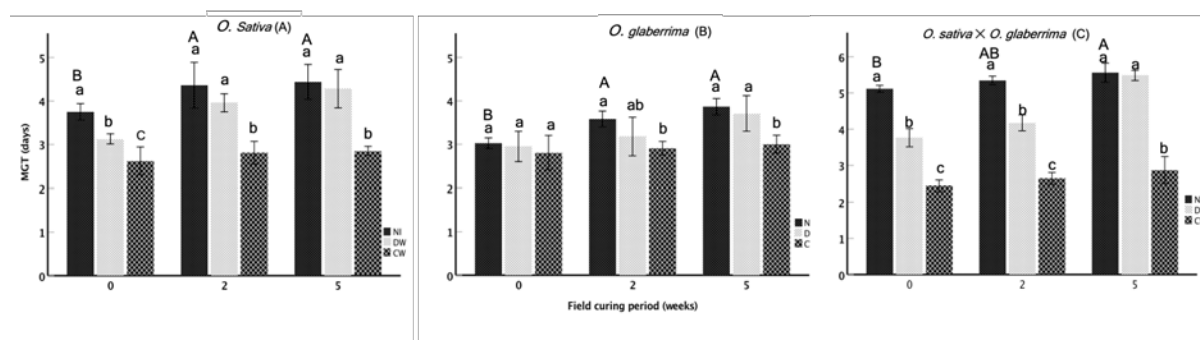 O. Sativa (A)
MGT (days)
5
4
3
2
1
0
B
a
b
c
A
a
a
b
A
a
a
b
NI
DW
CW
0
2
5
O. glaberrima (B)
5
4
3
2
1
0
B
a
a
a
A
a
ab
b
A
a
a
b
N
D
C
0
2
5
Field curing period (weeks)
O. sativa X O. glaberrima (C)
6
5
4
3
2
1
0
B
a
b
c
AB
a
b
c
A
a
a
b
N
D
C
0
2
5